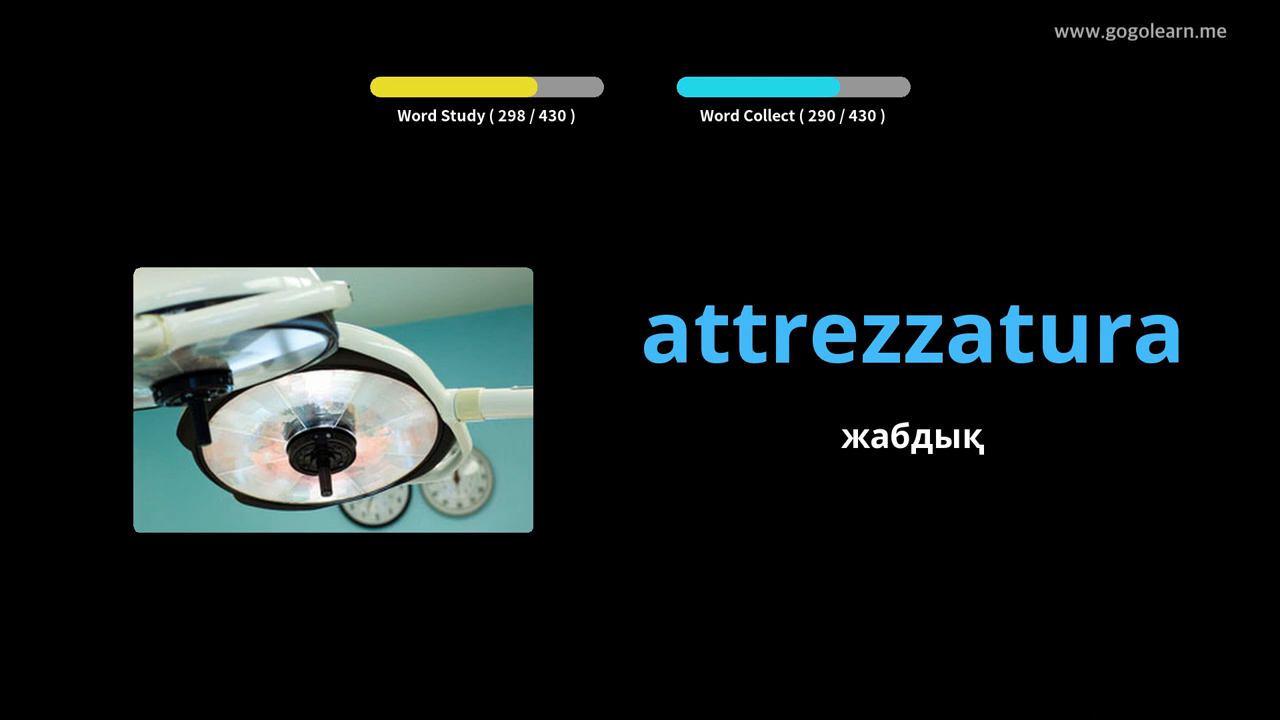 www.gogolearn.me
Word Study ( 298 / 430 )
Word Collect ( 290 / 430 )
attrezzatura
жабдық